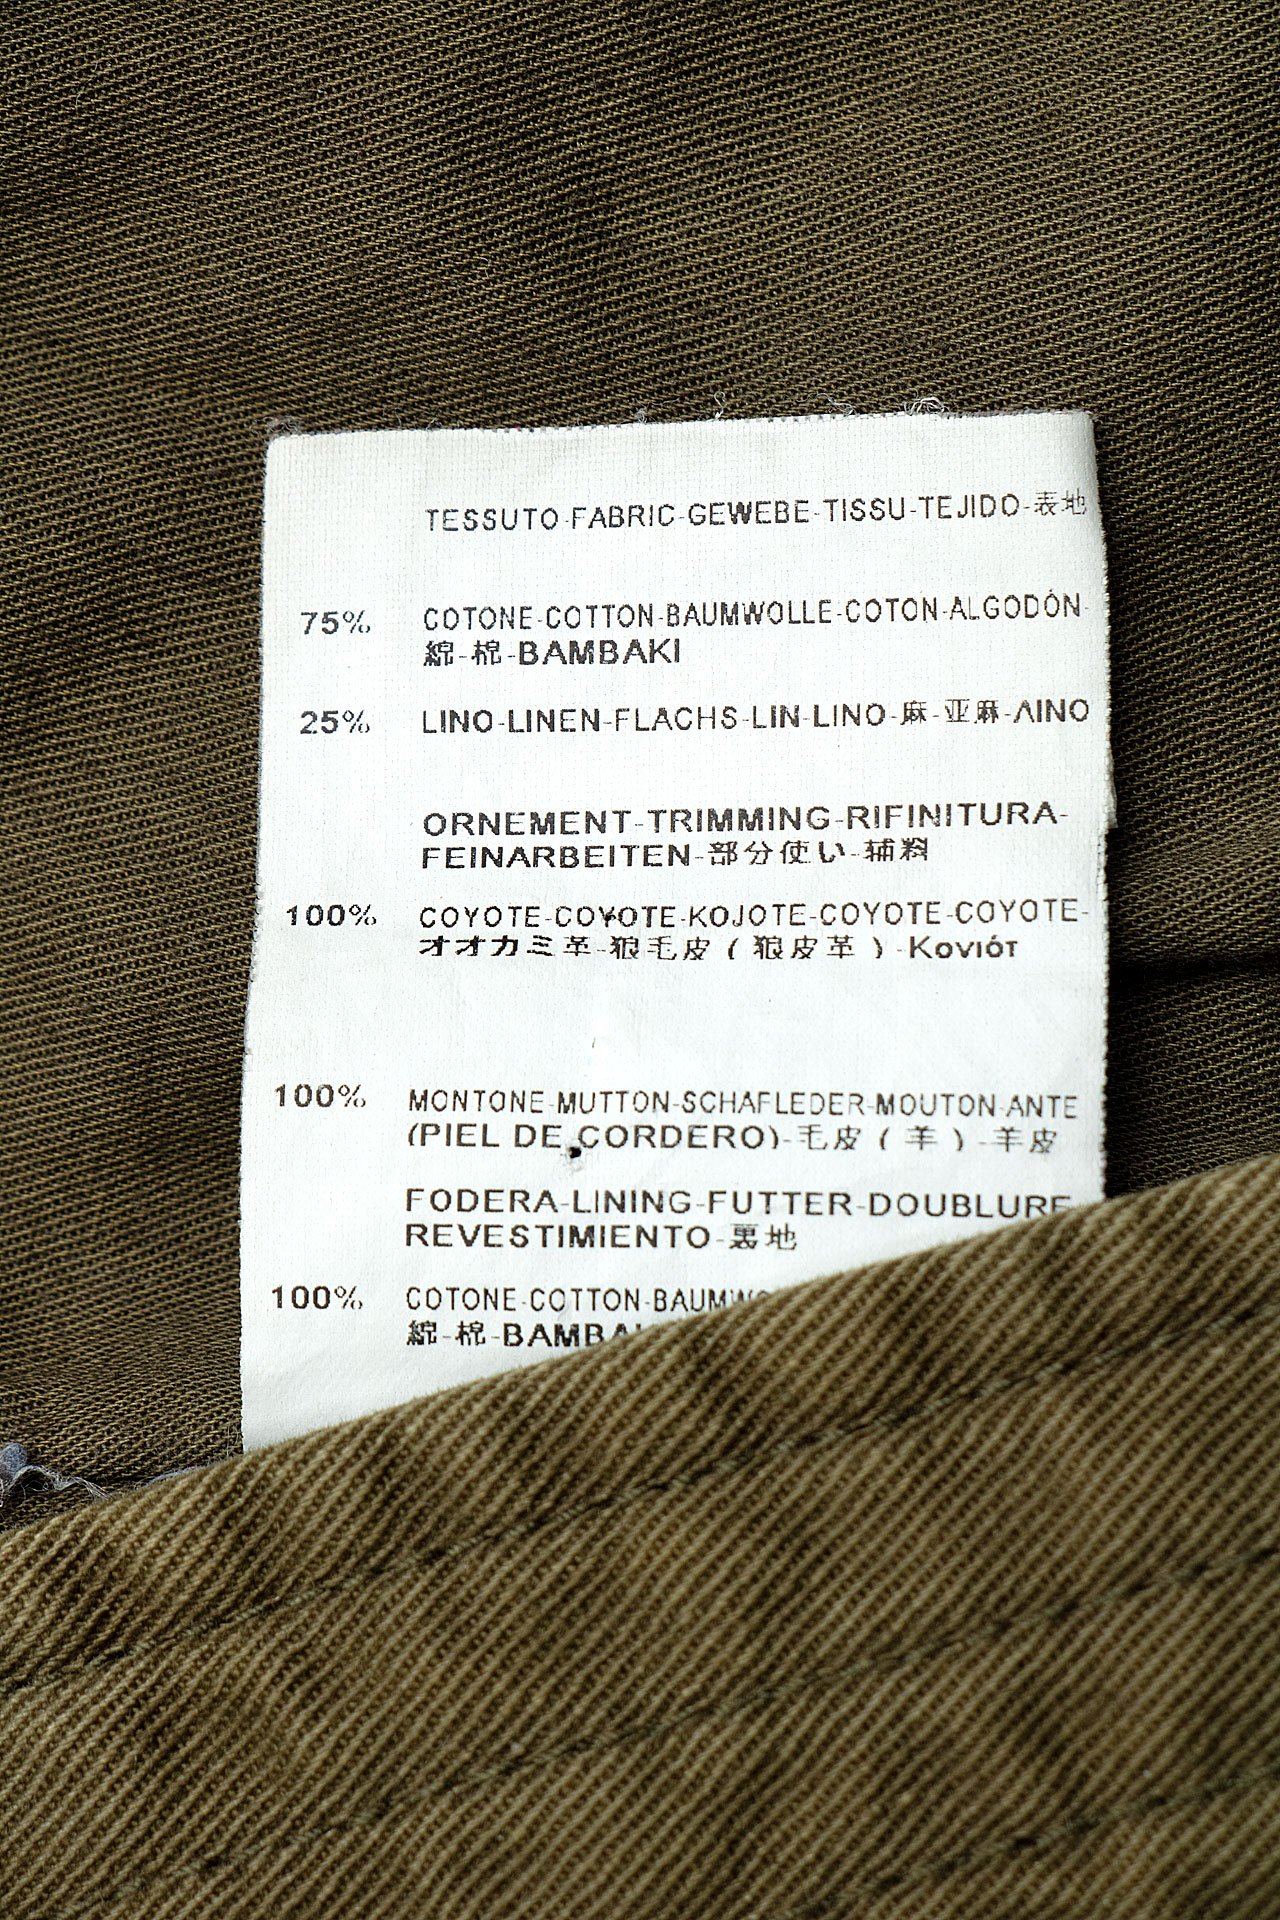 TESSUTO-FABRIC-GEWEBE-TISSU-TEJIDO-表地
75% COTONE-COTTON-BAUMWOLLE-COTON-ALGODÓN-
綿-棉-BAMBAKI
25% LINO-LINEN-FLACHS-LIN-LINO-麻-亚麻-ΛINO
ORNEMENT-TRIMMING-RIFINITURA-
FEINARBEITEN-部分使い-辅料
100% COYOTE-COYOTE-KOJOTE-COYOTE-COYOTE-
オオカミ革-狼毛皮(狼皮革)-Κονιότ
100% MONTONE-MUTTON-SCHAFLEDER-MOUTON-ANTE
(PIEL DE CORDERO)-毛皮(羊)-羊皮
FODERA-LINING-FUTTER-DOUBLURE
REVESTIMIENTO-裏地
100% COTONE-COTTON-
綿-棉-